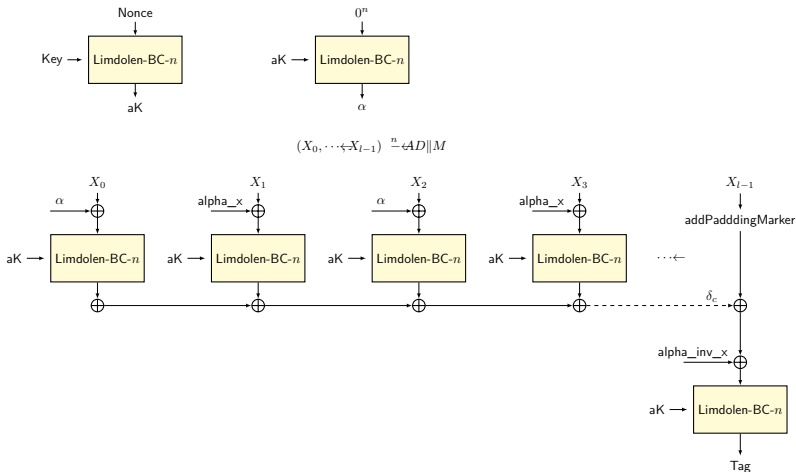 Nonce
0^n
Key
Limdolen-BC-n
aK
Limdolen-BC-n
aK
α
(X_0, ⋯, X_{l−1}) ←^n AD∥M
X_0
X_1
X_2
X_3
X_{l−1}
α
alpha_x
α
alpha_x
addPadddingMarker
aK
Limdolen-BC-n
aK
Limdolen-BC-n
aK
Limdolen-BC-n
aK
Limdolen-BC-n
⋯
δ_c
alpha_inv_x
aK
Limdolen-BC-n
Tag